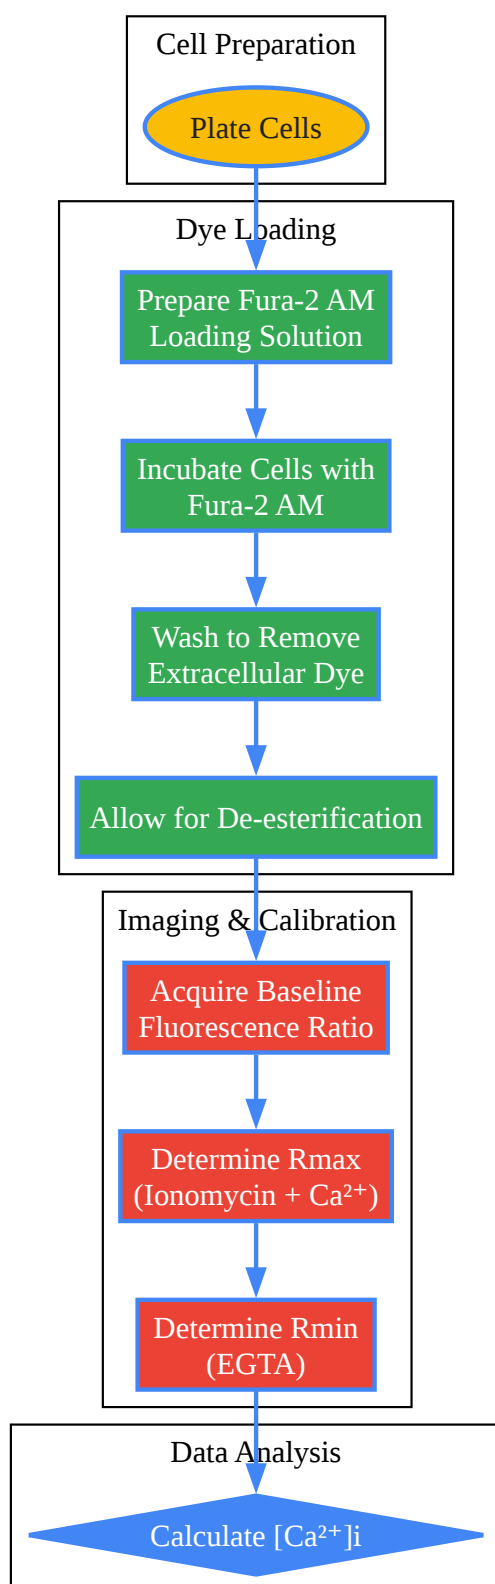 Cell Preparation
Plate Cells
Dye Loading
Prepare Fura-2 AM
Loading Solution
Incubate Cells with
Fura-2 AM
Wash to Remove
Extracellular Dye
Allow for De-esterification
Imaging & Calibration
Acquire Baseline
Fluorescence Ratio
Determine Rmax
(Ionomycin + Ca²⁺)
Determine Rmin
(EGTA)
Data Analysis
Calculate [Ca²⁺]i